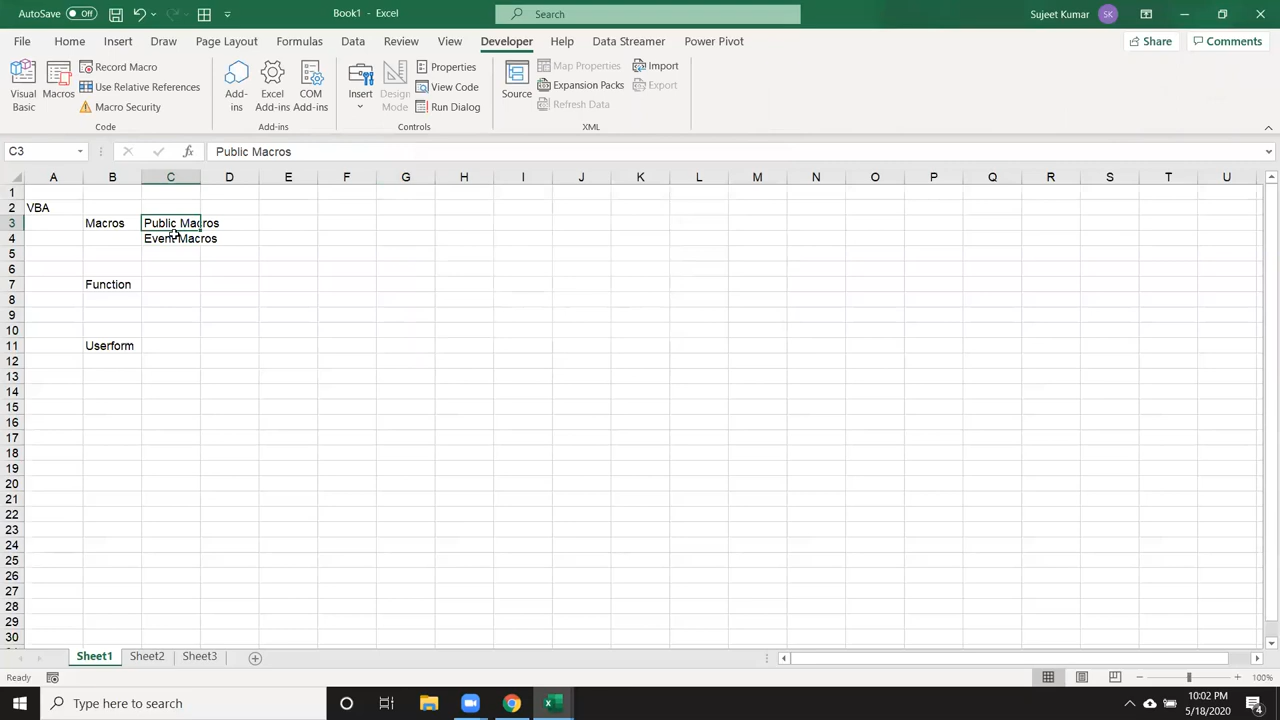 AutoSave Off Book1 - Excel Search Sujeet Kumar SK
File Home Insert Draw Page Layout Formulas Data Review View Developer Help Data Streamer Power Pivot Share Comments
Visual Basic
Macros
Record Macro
Use Relative References
Macro Security
Code
Add-ins
Excel Add-ins
COM Add-ins
Add-ins
Insert
Design Mode
Properties
View Code
Run Dialog
Controls
Source
Map Properties
Expansion Packs
Refresh Data
Import
Export
XML
C3 fx Public Macros
A B C D E F G H I J K L M N O P Q R S T U
1
2 VBA
3 Macros Public Macros
4 Event Macros
5
6
7 Function
8
9
10
11 Userform
12
13
14
15
16
17
18
19
20
21
22
23
24
25
26
27
28
29
30
Sheet1 Sheet2 Sheet3
Ready 100%
Type here to search 10:02 PM
5/18/2020 4